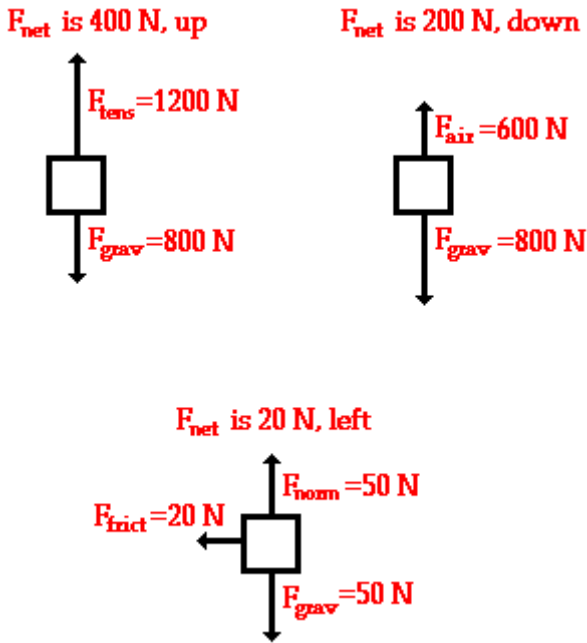 Fnet is 400 N, up
Ftens=1200 N
Fgrav=800 N
Fnet is 200 N, down
Fair=600 N
Fgrav=800 N
Fnet is 20 N, left
Fnorm=50 N
Ffrict=20 N
Fgrav=50 N